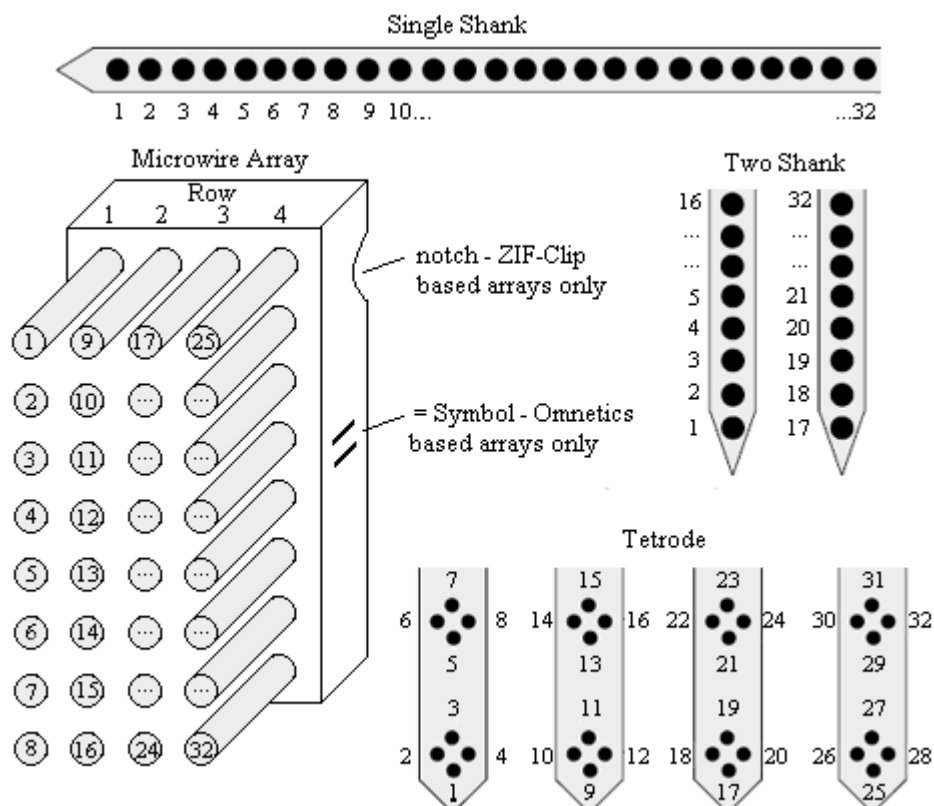 Single Shank
1 2 3 4 5 6 7 8 9 10... ...32
Microwire Array
Row
1 2 3 4
notch - ZIF-Clip
based arrays only
= Symbol - Omnetics
based arrays only
1 9 17 25
2 10 ... ...
3 11 ... ...
4 12 ... ...
5 13 ... ...
6 14 ... ...
7 15 ... ...
8 16 24 32
Two Shank
16 32
... ...
... ...
5 21
4 20
3 19
2 18
1 17
Tetrode
7 15 23 31
6 8 14 16 22 24 30 32
5 13 21 29
3 11 19 27
2 4 10 12 18 20 26 28
1 9 17 25